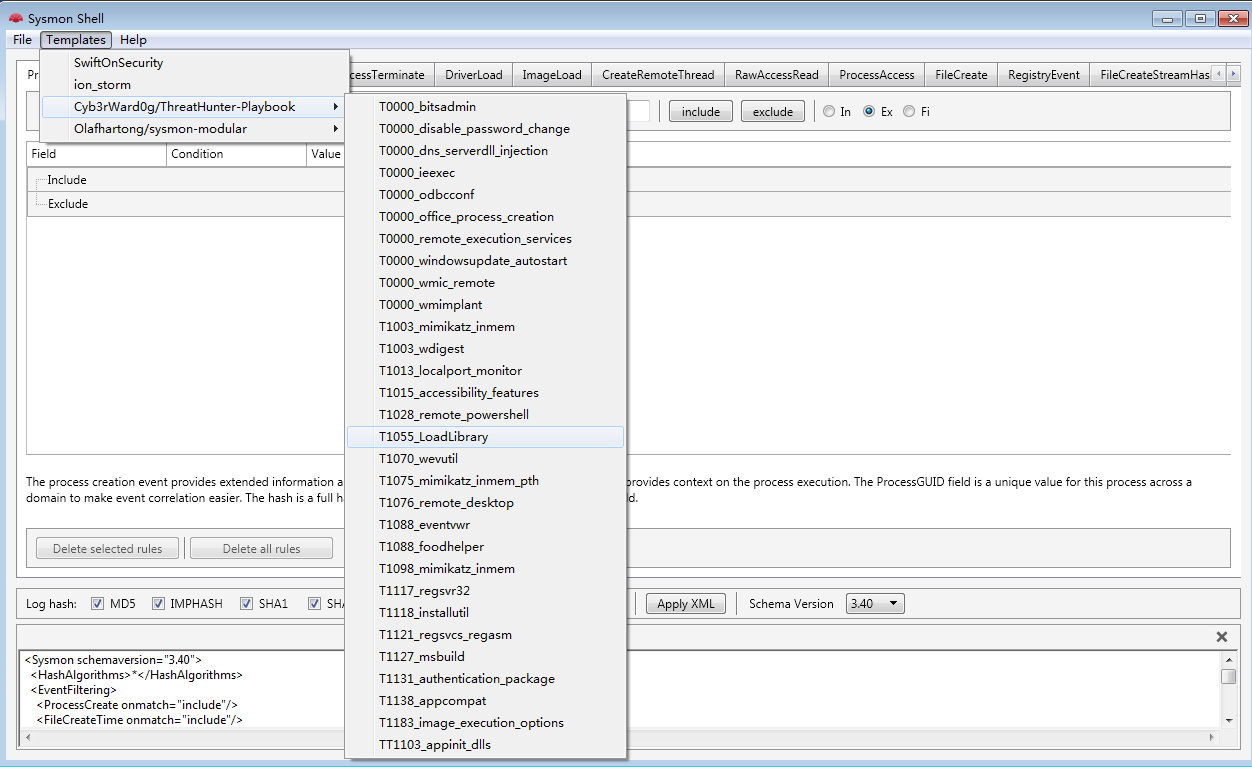 Sysmon Shell
File Templates Help
SwiftOnSecurity
ion_storm
Cyb3rWard0g/ThreatHunter-Playbook
Olafhartong/sysmon-modular
DriverLoad ImageLoad CreateRemoteThread RawAccessRead ProcessAccess FileCreate RegistryEvent FileCreateStreamHas
include exclude In Ex Fi
Field Condition Value
Include
Exclude
T0000_bitsadmin
T0000_disable_password_change
T0000_dns_serverdll_injection
T0000_ieexec
T0000_odbcconf
T0000_office_process_creation
T0000_remote_execution_services
T0000_windowsupdate_autostart
T0000_wmic_remote
T0000_wmimplant
T1003_mimikatz_inmem
T1003_wdigest
T1013_localport_monitor
T1015_accessibility_features
T1028_remote_powershell
T1055_LoadLibrary
T1070_wevutil
T1075_mimikatz_inmem_pth
T1076_remote_desktop
T1088_eventvwr
T1088_foodhelper
T1098_mimikatz_inmem
T1117_regsvr32
T1118_installutil
T1121_regsvcs_regasm
T1127_msbuild
T1131_authentication_package
T1138_appcompat
T1183_image_execution_options
TT1103_appinit_dlls
The process creation event provides extended information a provides context on the process execution. The ProcessGUID field is a unique value for this process across a
domain to make event correlation easier. The hash is a full h d.
Delete selected rules Delete all rules
Log hash: MD5 IMPHASH SHA1 SHA Apply XML Schema Version 3.40
<Sysmon schemaversion="3.40">
<HashAlgorithms>*</HashAlgorithms>
<EventFiltering>
<ProcessCreate onmatch="include"/>
<FileCreateTime onmatch="include"/>